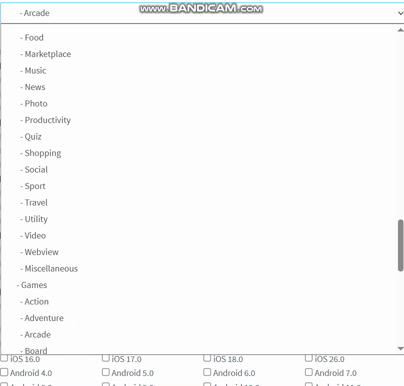 - Arcade
www.BANDICAM.com
- Food
- Marketplace
- Music
- News
- Photo
- Productivity
- Quiz
- Shopping
- Social
- Sport
- Travel
- Utility
- Video
- Webview
- Miscellaneous
- Games
- Action
- Adventure
- Arcade
- Board
iOS 16.0 iOS 17.0 iOS 18.0 iOS 26.0
Android 4.0 Android 5.0 Android 6.0 Android 7.0